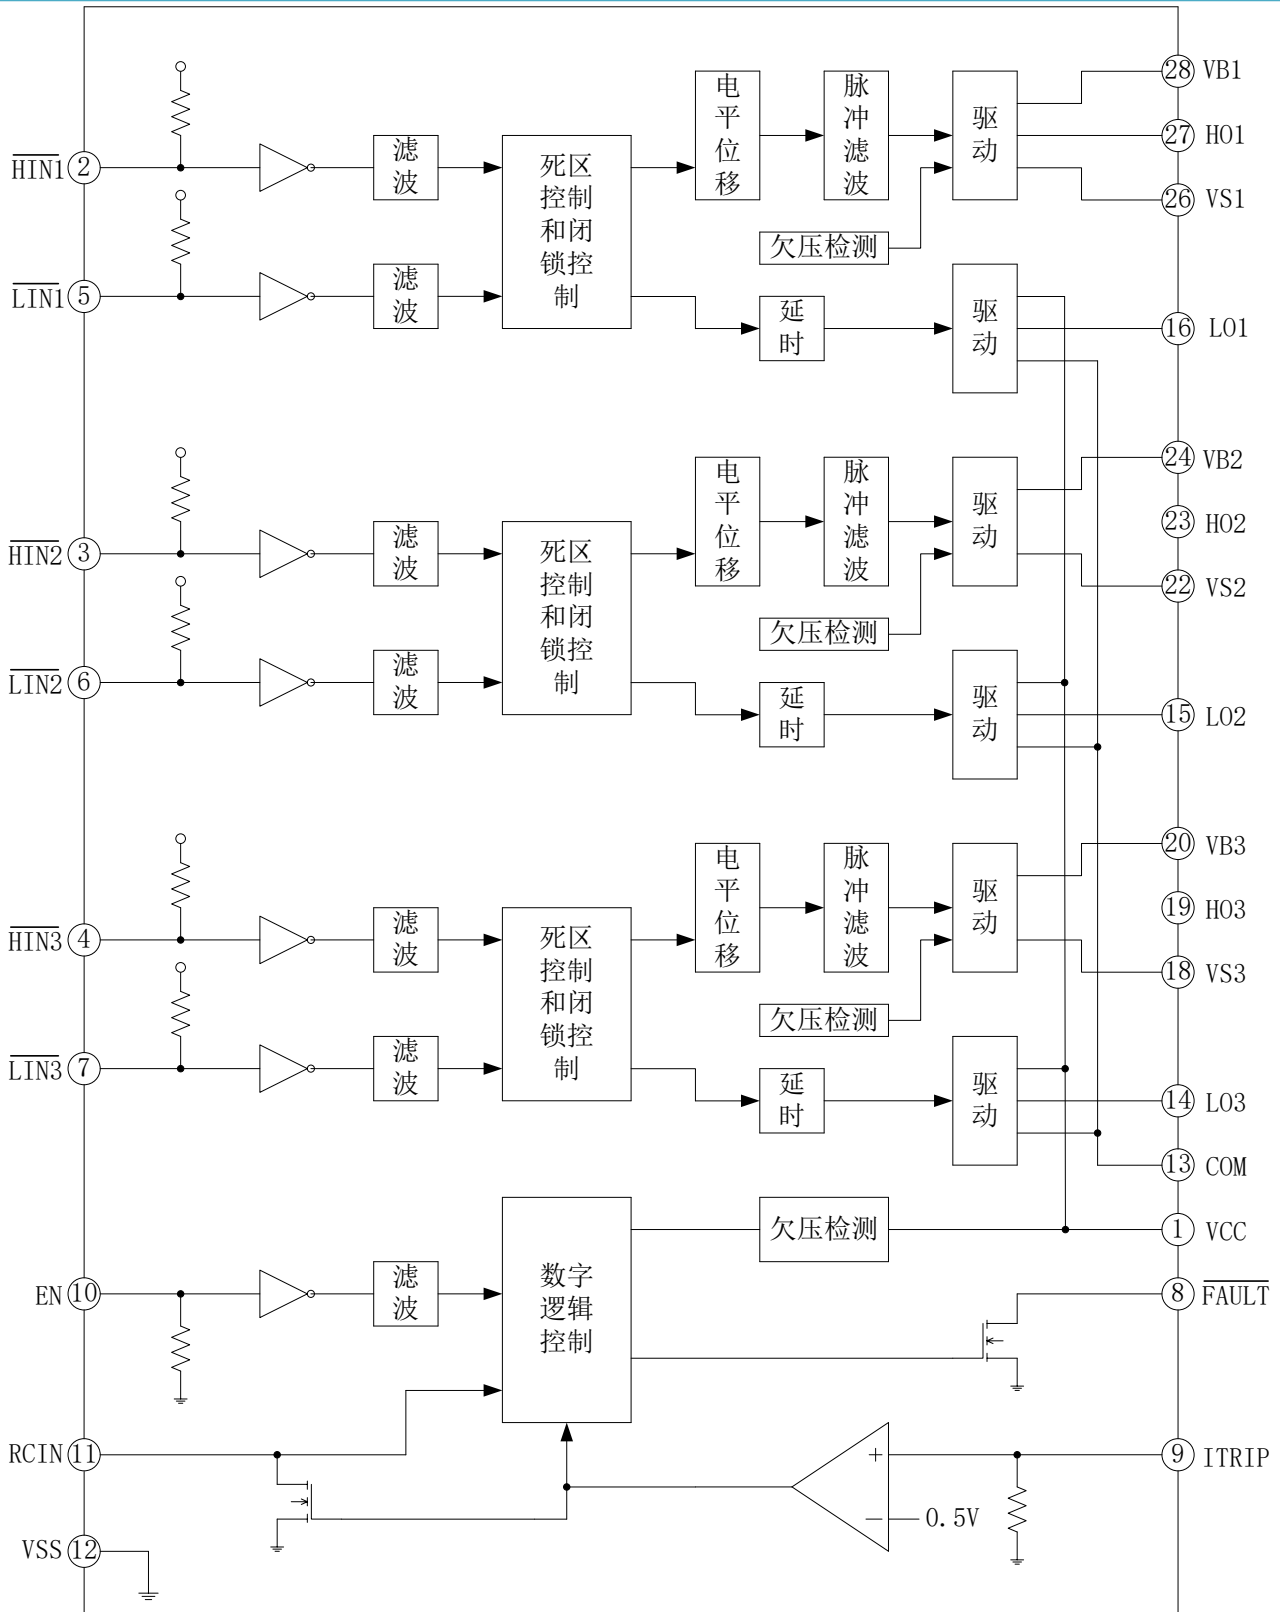 28 VB1
电平位移
脉冲滤波
驱动
27 HO1
HIN1 2
滤波
死区控制和闭锁控制
26 VS1
欠压检测
LIN1 5
滤波
延时
驱动
16 LO1
24 VB2
电平位移
脉冲滤波
驱动
23 HO2
HIN2 3
滤波
死区控制和闭锁控制
22 VS2
欠压检测
LIN2 6
滤波
延时
驱动
15 LO2
20 VB3
电平位移
脉冲滤波
驱动
19 HO3
HIN3 4
滤波
死区控制和闭锁控制
18 VS3
欠压检测
LIN3 7
滤波
延时
驱动
14 LO3
13 COM
欠压检测
1 VCC
EN 10
滤波
数字逻辑控制
8 FAULT
RCIN 11
+
9 ITRIP
− 0.5V
VSS 12